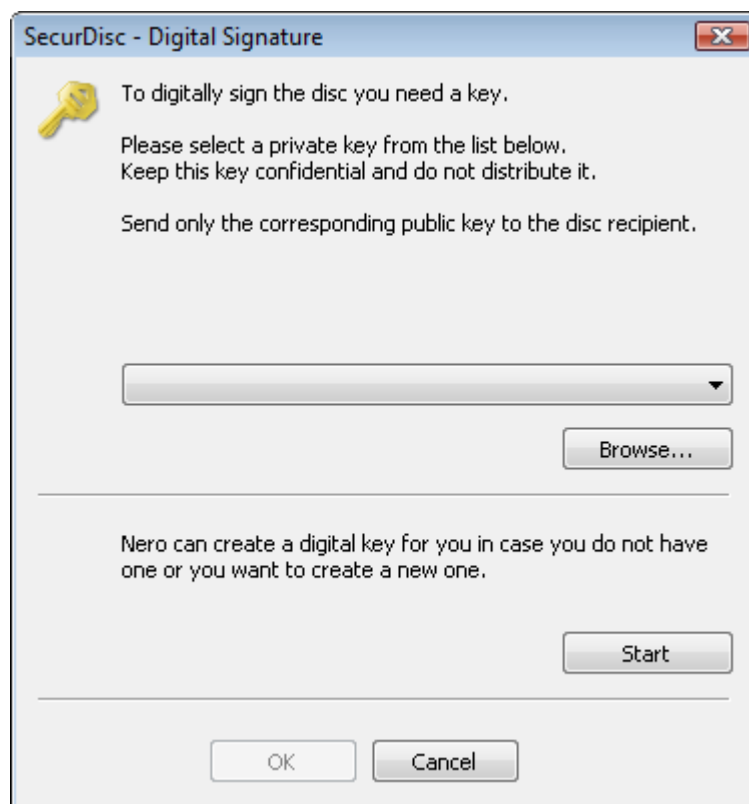 SecurDisc - Digital Signature
To digitally sign the disc you need a key.
Please select a private key from the list below.
Keep this key confidential and do not distribute it.
Send only the corresponding public key to the disc recipient.
Browse...
Nero can create a digital key for you in case you do not have
one or you want to create a new one.
Start
OK
Cancel